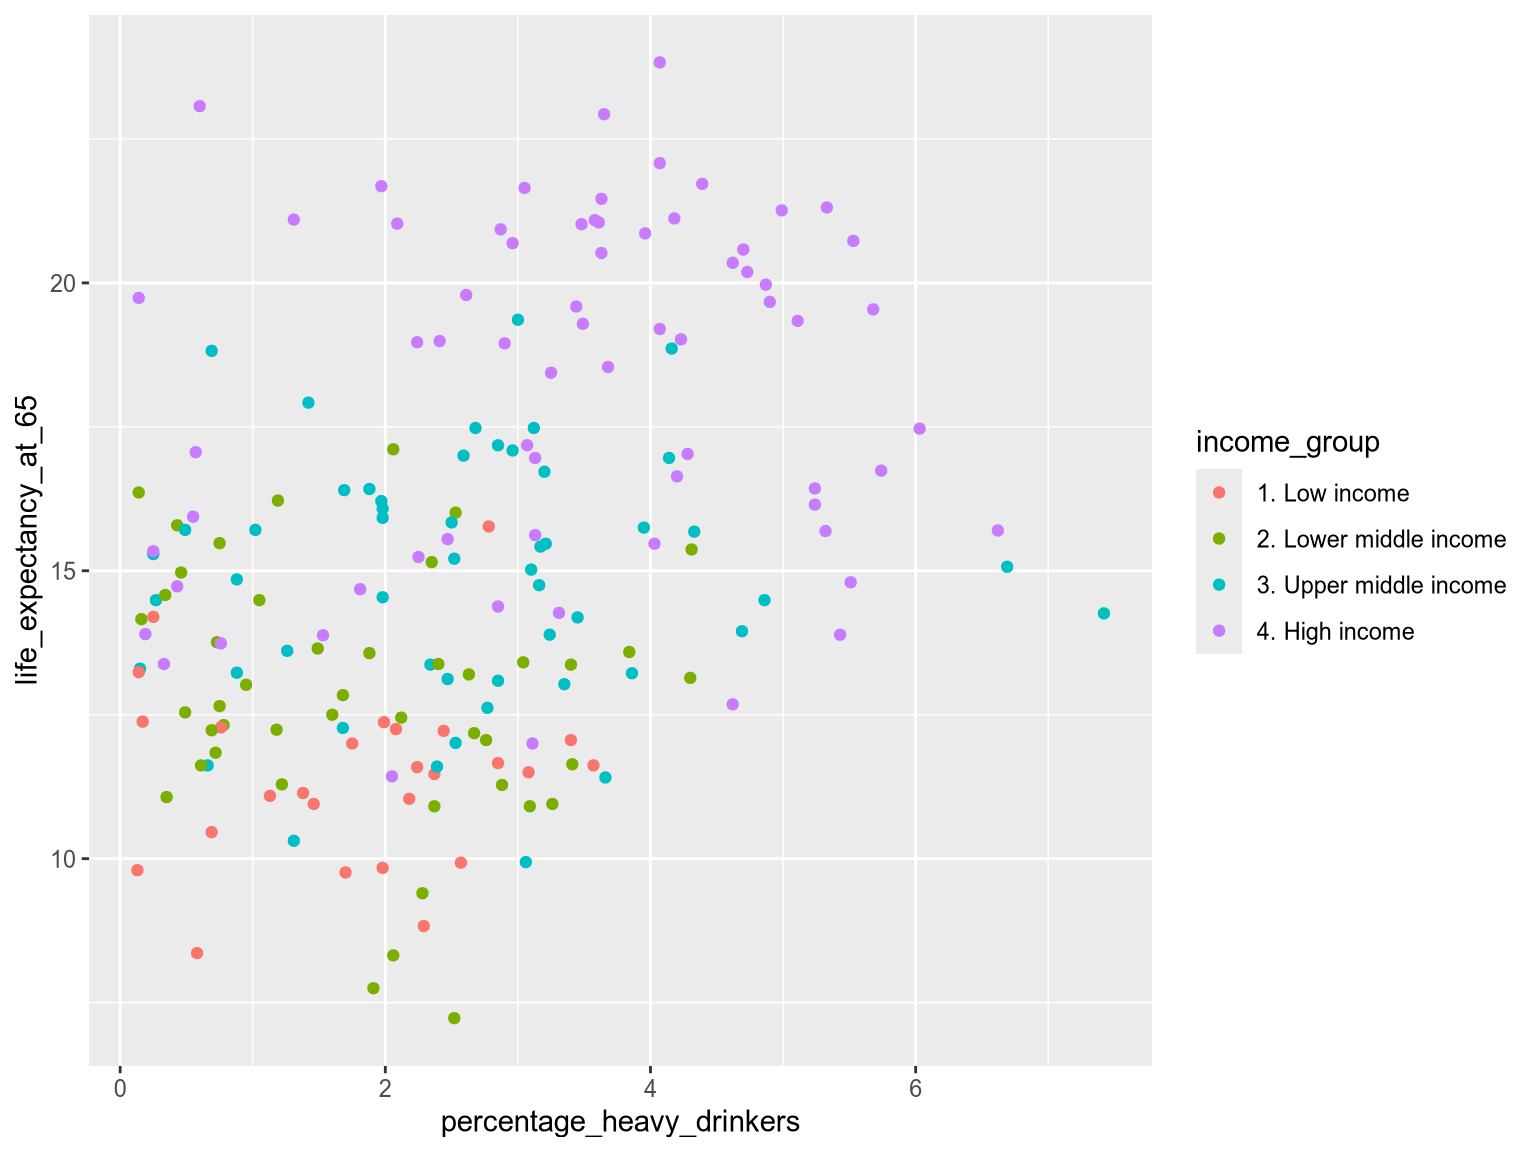 life_expectancy_at_65
20
15
10
0
2
4
6
percentage_heavy_drinkers
income_group
1. Low income
2. Lower middle income
3. Upper middle income
4. High income